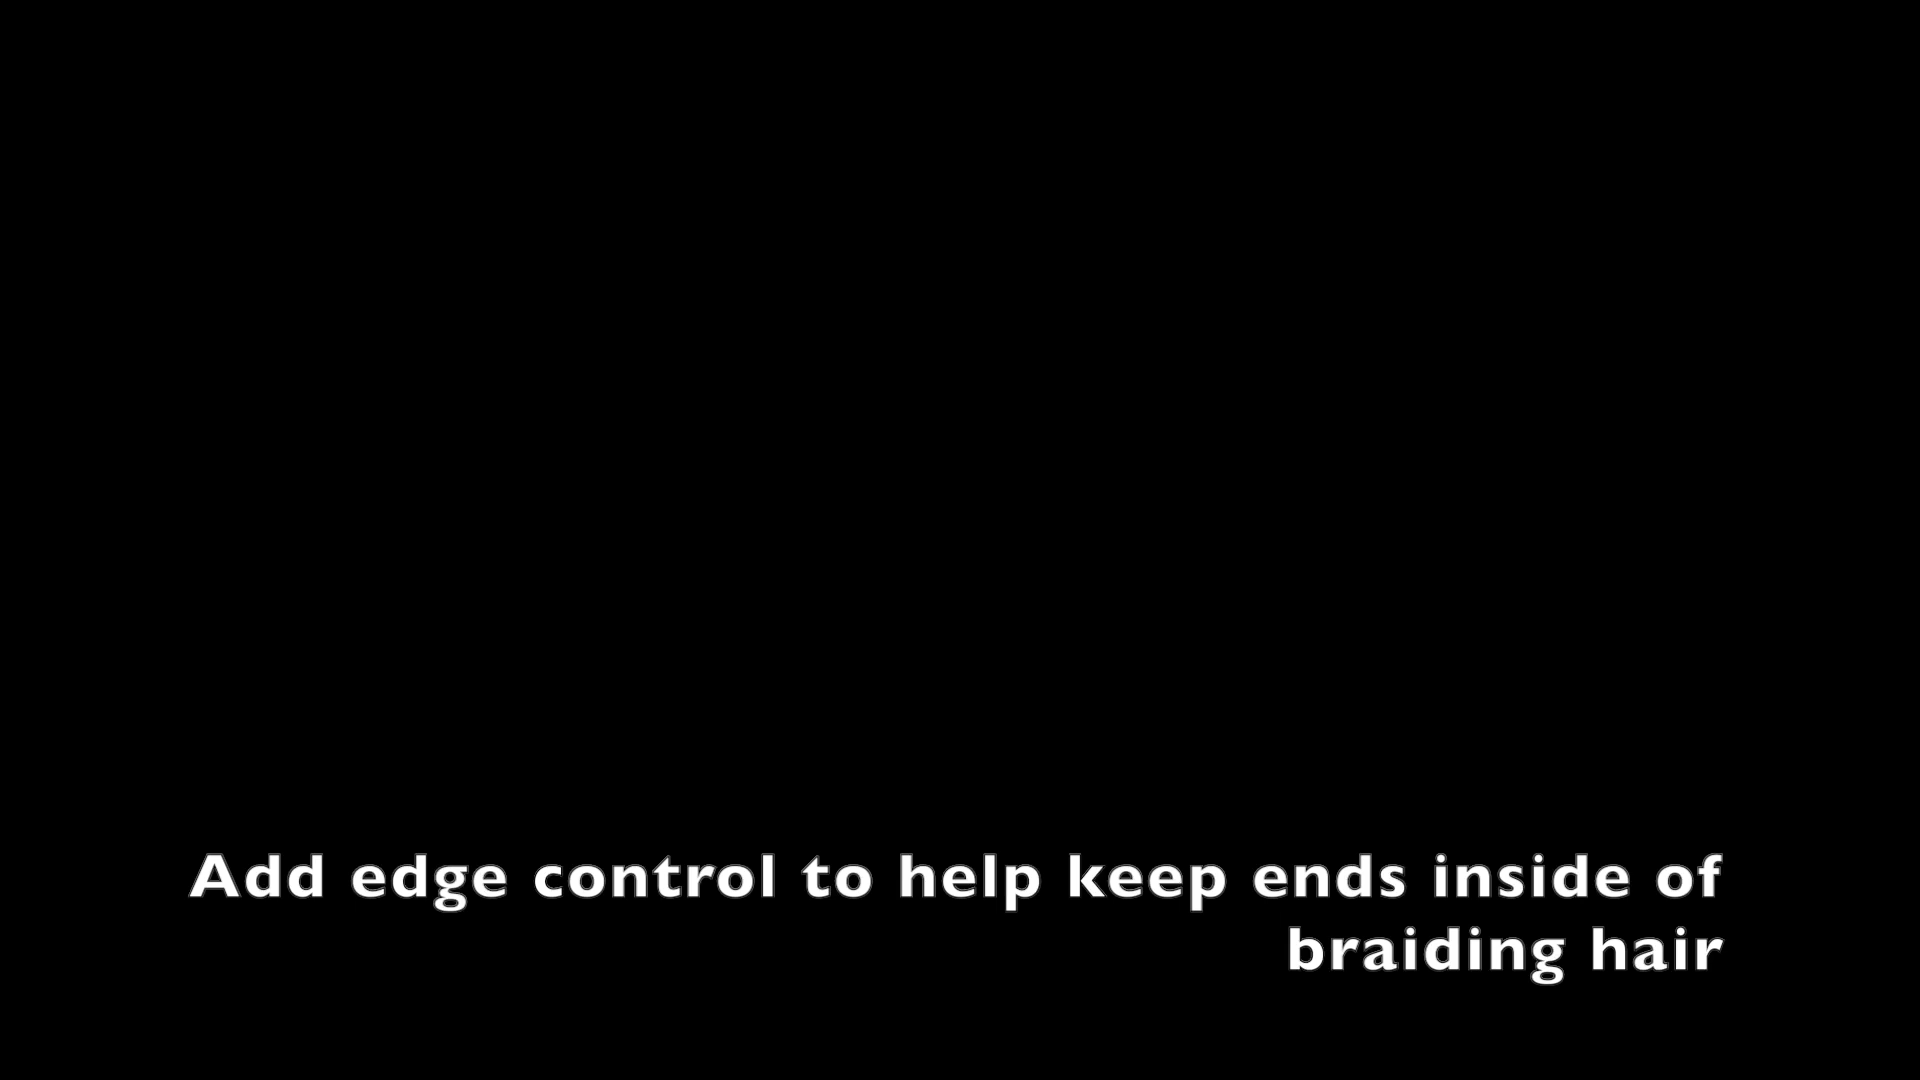 Add edge control to help keep ends inside of
braiding hair